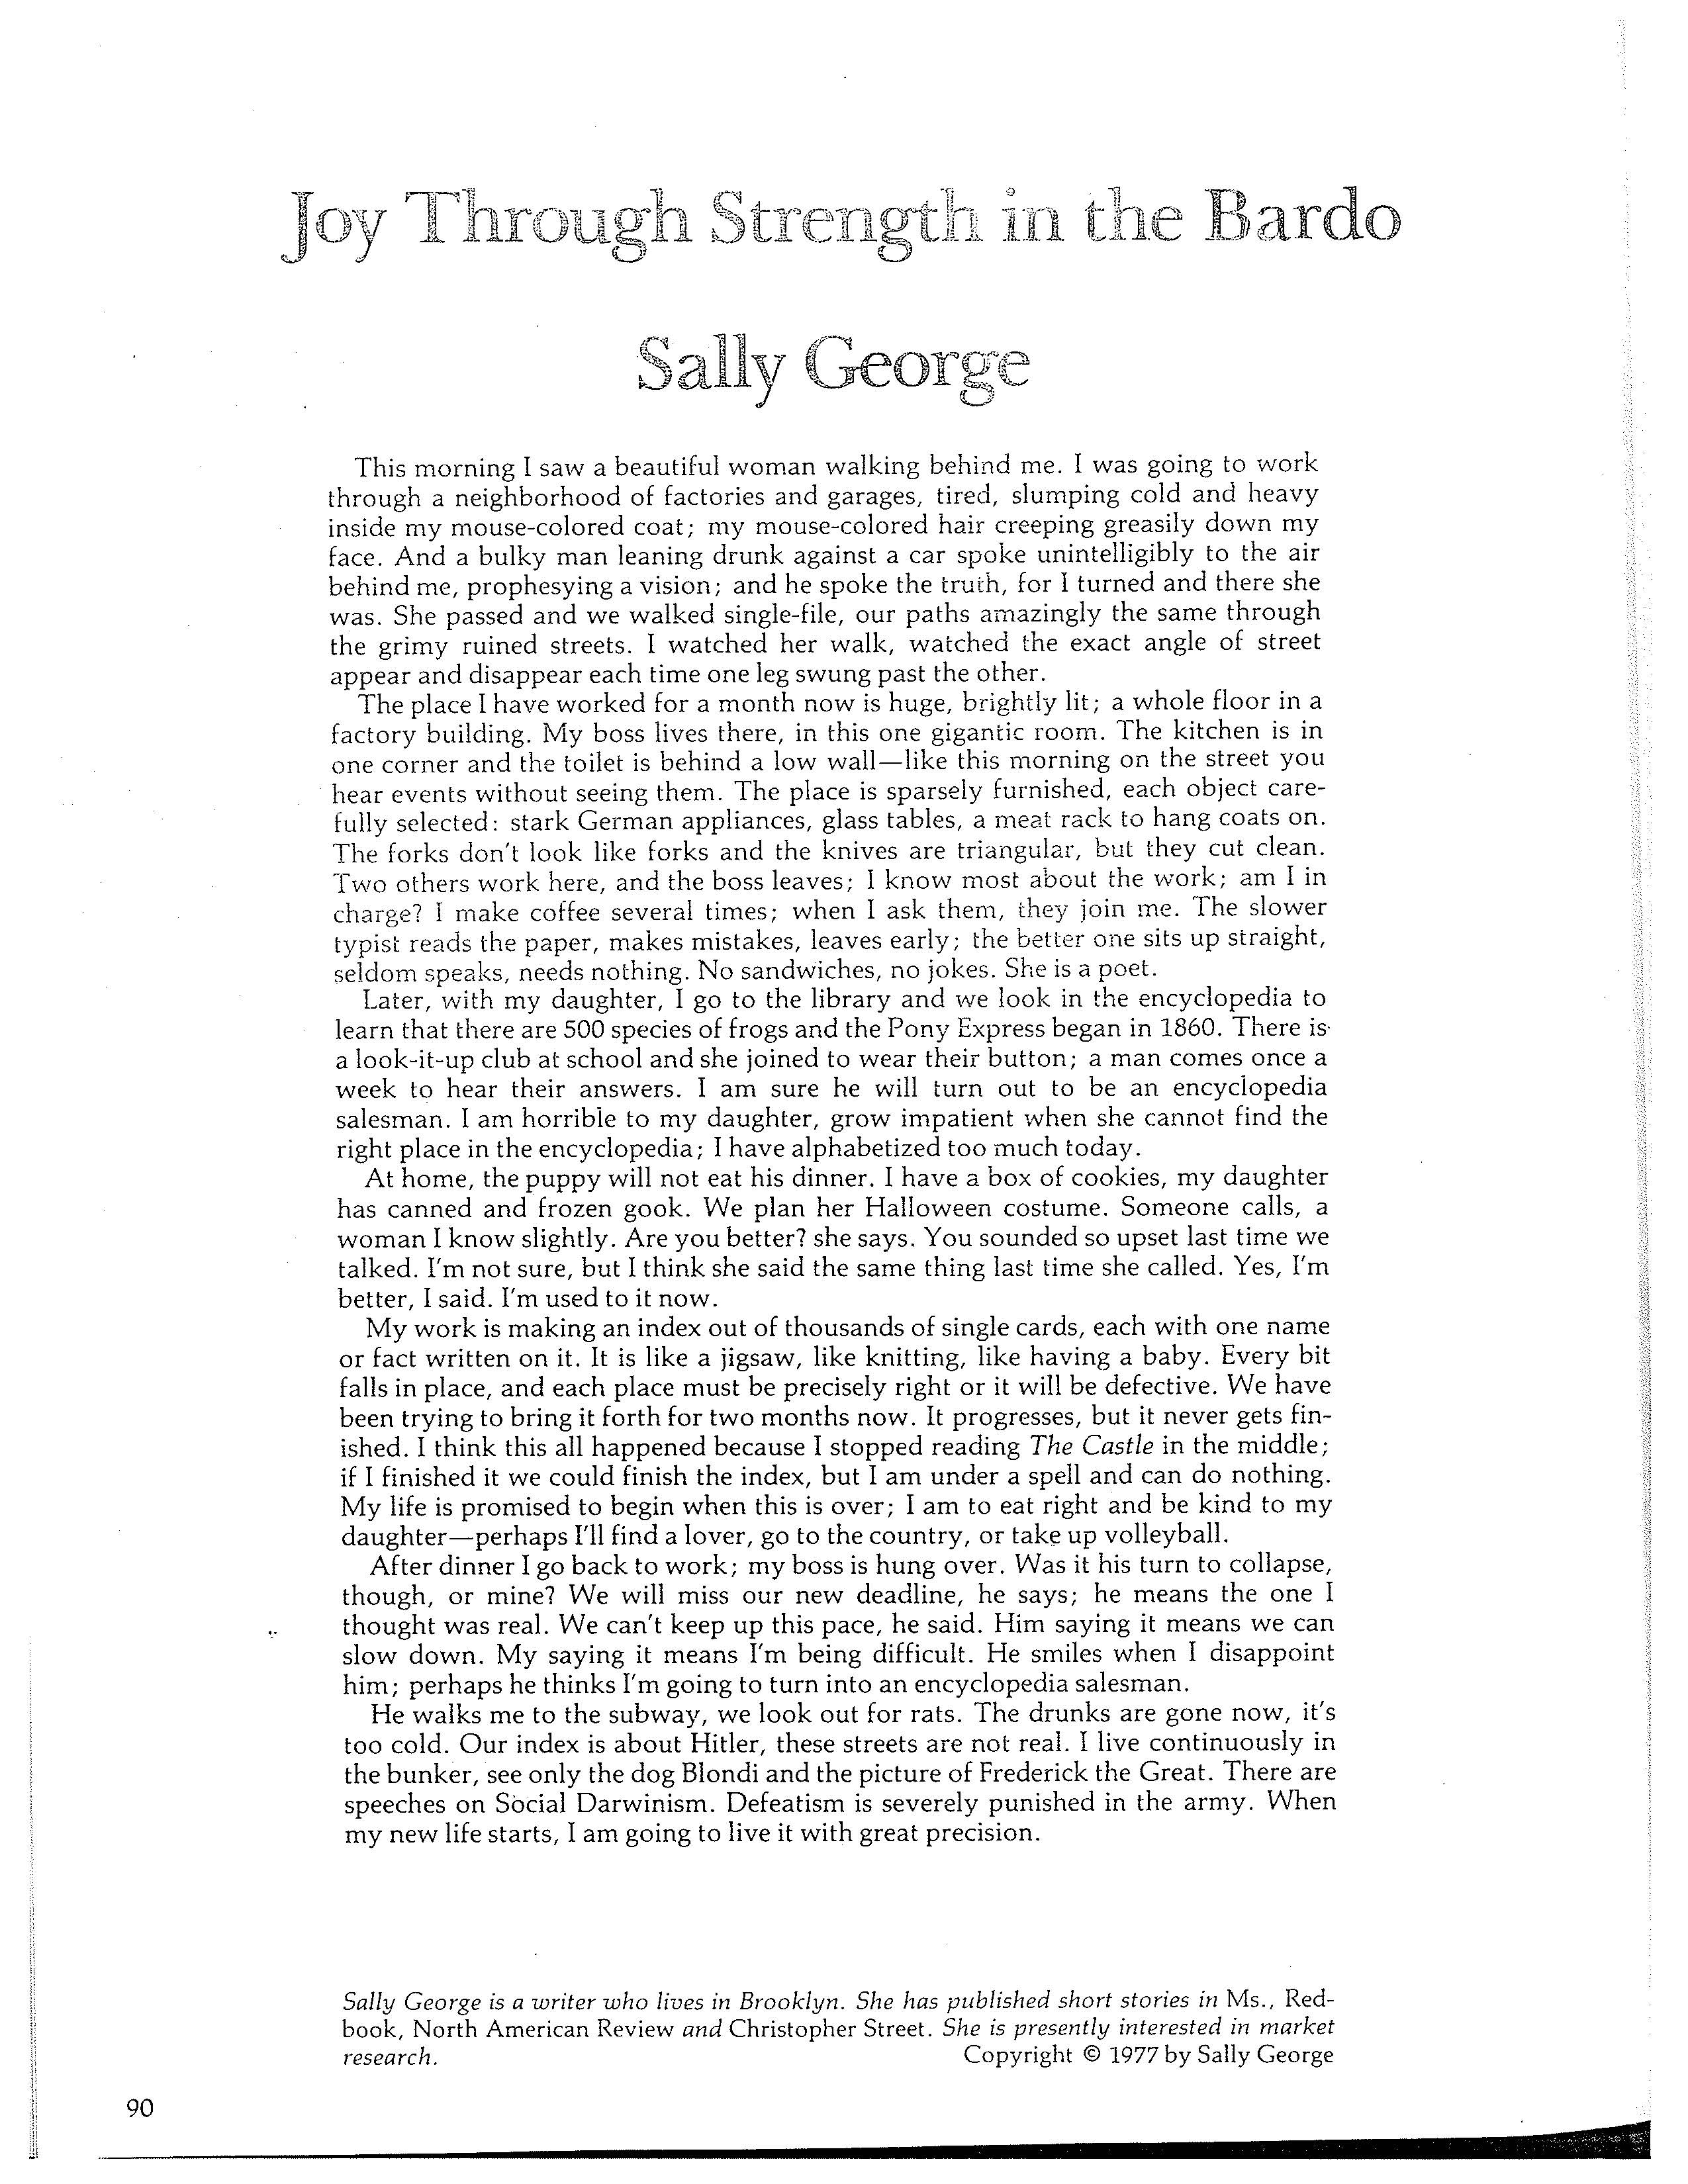 Joy Through Strength in the Bardo
Sally George
This morning I saw a beautiful woman walking behind me. I was going to work
through a neighborhood of factories and garages, tired, slumping cold and heavy
inside my mouse-colored coat; my mouse-colored hair creeping greasily down my
face. And a bulky man leaning drunk against a car spoke unintelligibly to the air
behind me, prophesying a vision; and he spoke the truth, for I turned and there she
was. She passed and we walked single-file, our paths amazingly the same through
the grimy ruined streets. I watched her walk, watched the exact angle of street
appear and disappear each time one leg swung past the other.
The place I have worked for a month now is huge, brightly lit; a whole floor in a
factory building. My boss lives there, in this one gigantic room. The kitchen is in
one corner and the toilet is behind a low wall—like this morning on the street you
hear events without seeing them. The place is sparsely furnished, each object care-
fully selected: stark German appliances, glass tables, a meat rack to hang coats on.
The forks don't look like forks and the knives are triangular, but they cut clean.
Two others work here, and the boss leaves; I know most about the work; am I in
charge? I make coffee several times; when I ask them, they join me. The slower
typist reads the paper, makes mistakes, leaves early; the better one sits up straight,
seldom speaks, needs nothing. No sandwiches, no jokes. She is a poet.
Later, with my daughter, I go to the library and we look in the encyclopedia to
learn that there are 500 species of frogs and the Pony Express began in 1860. There is
a look-it-up club at school and she joined to wear their button; a man comes once a
week to hear their answers. I am sure he will turn out to be an encyclopedia
salesman. I am horrible to my daughter, grow impatient when she cannot find the
right place in the encyclopedia; I have alphabetized too much today.
At home, the puppy will not eat his dinner. I have a box of cookies, my daughter
has canned and frozen gook. We plan her Halloween costume. Someone calls, a
woman I know slightly. Are you better? she says. You sounded so upset last time we
talked. I'm not sure, but I think she said the same thing last time she called. Yes, I'm
better, I said. I'm used to it now.
My work is making an index out of thousands of single cards, each with one name
or fact written on it. It is like a jigsaw, like knitting, like having a baby. Every bit
falls in place, and each place must be precisely right or it will be defective. We have
been trying to bring it forth for two months now. It progresses, but it never gets fin-
ished. I think this all happened because I stopped reading The Castle in the middle;
if I finished it we could finish the index, but I am under a spell and can do nothing.
My life is promised to begin when this is over; I am to eat right and be kind to my
daughter—perhaps I'll find a lover, go to the country, or take up volleyball.
After dinner I go back to work; my boss is hung over. Was it his turn to collapse,
though, or mine? We will miss our new deadline, he says; he means the one I
thought was real. We can't keep up this pace, he said. Him saying it means we can
slow down. My saying it means I'm being difficult. He smiles when I disappoint
him; perhaps he thinks I'm going to turn into an encyclopedia salesman.
He walks me to the subway, we look out for rats. The drunks are gone now, it's
too cold. Our index is about Hitler, these streets are not real. I live continuously in
the bunker, see only the dog Blondi and the picture of Frederick the Great. There are
speeches on Social Darwinism. Defeatism is severely punished in the army. When
my new life starts, I am going to live it with great precision.
Sally George is a writer who lives in Brooklyn. She has published short stories in Ms., Red-
book, North American Review and Christopher Street. She is presently interested in market
research. Copyright © 1977 by Sally George
90